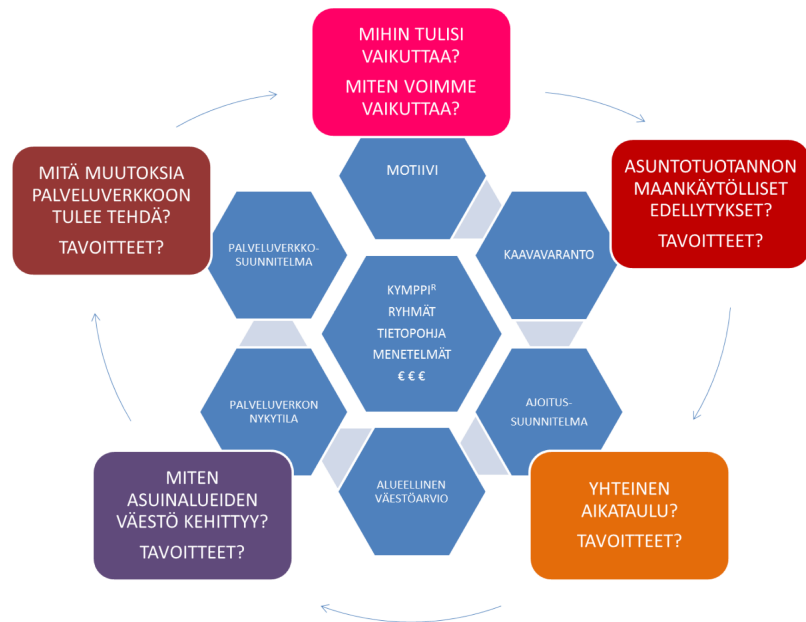 MIHIN TULISI
VAIKUTTAA?
MITEN VOIMME
VAIKUTTAA?
MOTIIVI
ASUNTOTUOTANNON
MAANKÄYTÖLLISET
EDELLYTYKSET?
TAVOITTEET?
KAAVAVARANTO
MITÄ MUUTOKSIA
PALVELUVERKKOON
TULEE TEHDÄ?
TAVOITTEET?
PALVELUVERKKO-
SUUNNITELMA
KYMPPIᴿ
RYHMÄT
TIETOPOHJA
MENETELMÄT
€ € €
PALVELUVERKON
NYKYTILA
AJOITUS-
SUUNNITELMA
ALUEELLINEN
VÄESTÖARVIO
MITEN
ASUINALUEIDEN
VÄESTÖ KEHITTYY?
TAVOITTEET?
YHTEINEN
AIKATAULU?
TAVOITTEET?